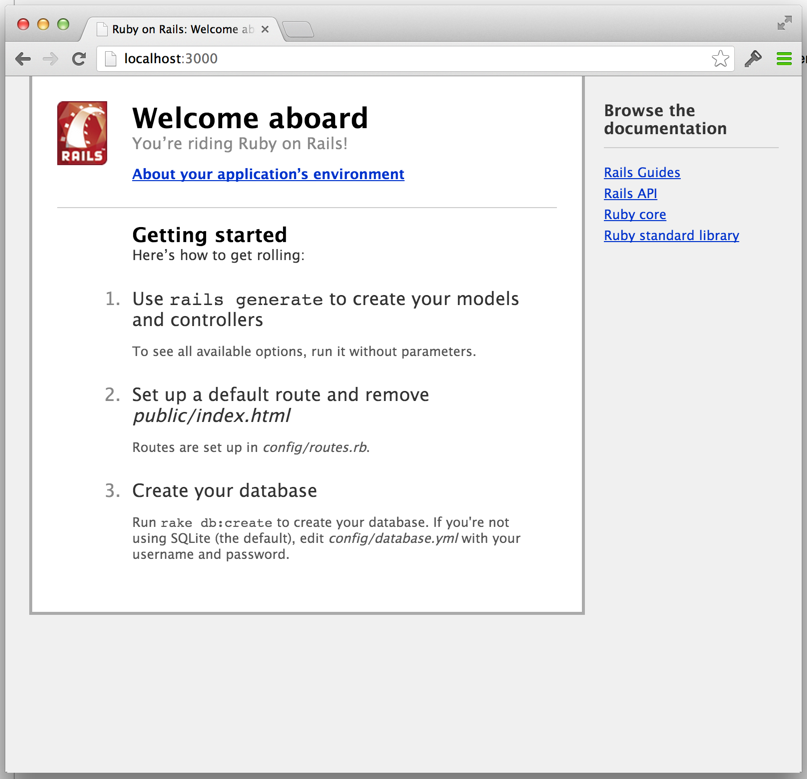 Ruby on Rails: Welcome ab
localhost:3000
RAILS
Welcome aboard
You're riding Ruby on Rails!
About your application's environment
Getting started
Here's how to get rolling:
1. Use rails generate to create your models
and controllers
To see all available options, run it without parameters.
2. Set up a default route and remove
public/index.html
Routes are set up in config/routes.rb.
3. Create your database
Run rake db:create to create your database. If you're not
using SQLite (the default), edit config/database.yml with your
username and password.
Browse the
documentation
Rails Guides
Rails API
Ruby core
Ruby standard library